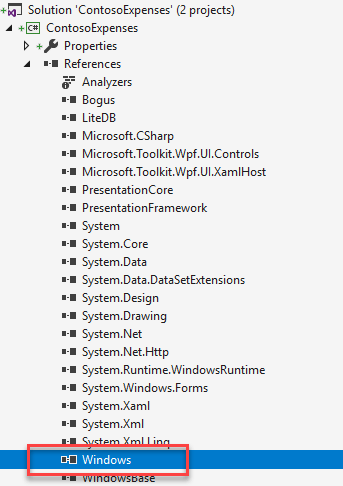 Solution 'ContosoExpenses' (2 projects)
C# ContosoExpenses
Properties
References
Analyzers
Bogus
LiteDB
Microsoft.CSharp
Microsoft.Toolkit.Wpf.UI.Controls
Microsoft.Toolkit.Wpf.UI.XamlHost
PresentationCore
PresentationFramework
System
System.Core
System.Data
System.Data.DataSetExtensions
System.Design
System.Drawing
System.Net
System.Net.Http
System.Runtime.WindowsRuntime
System.Windows.Forms
System.Xaml
System.Xml
System.Xml.Linq
Windows
WindowsBase